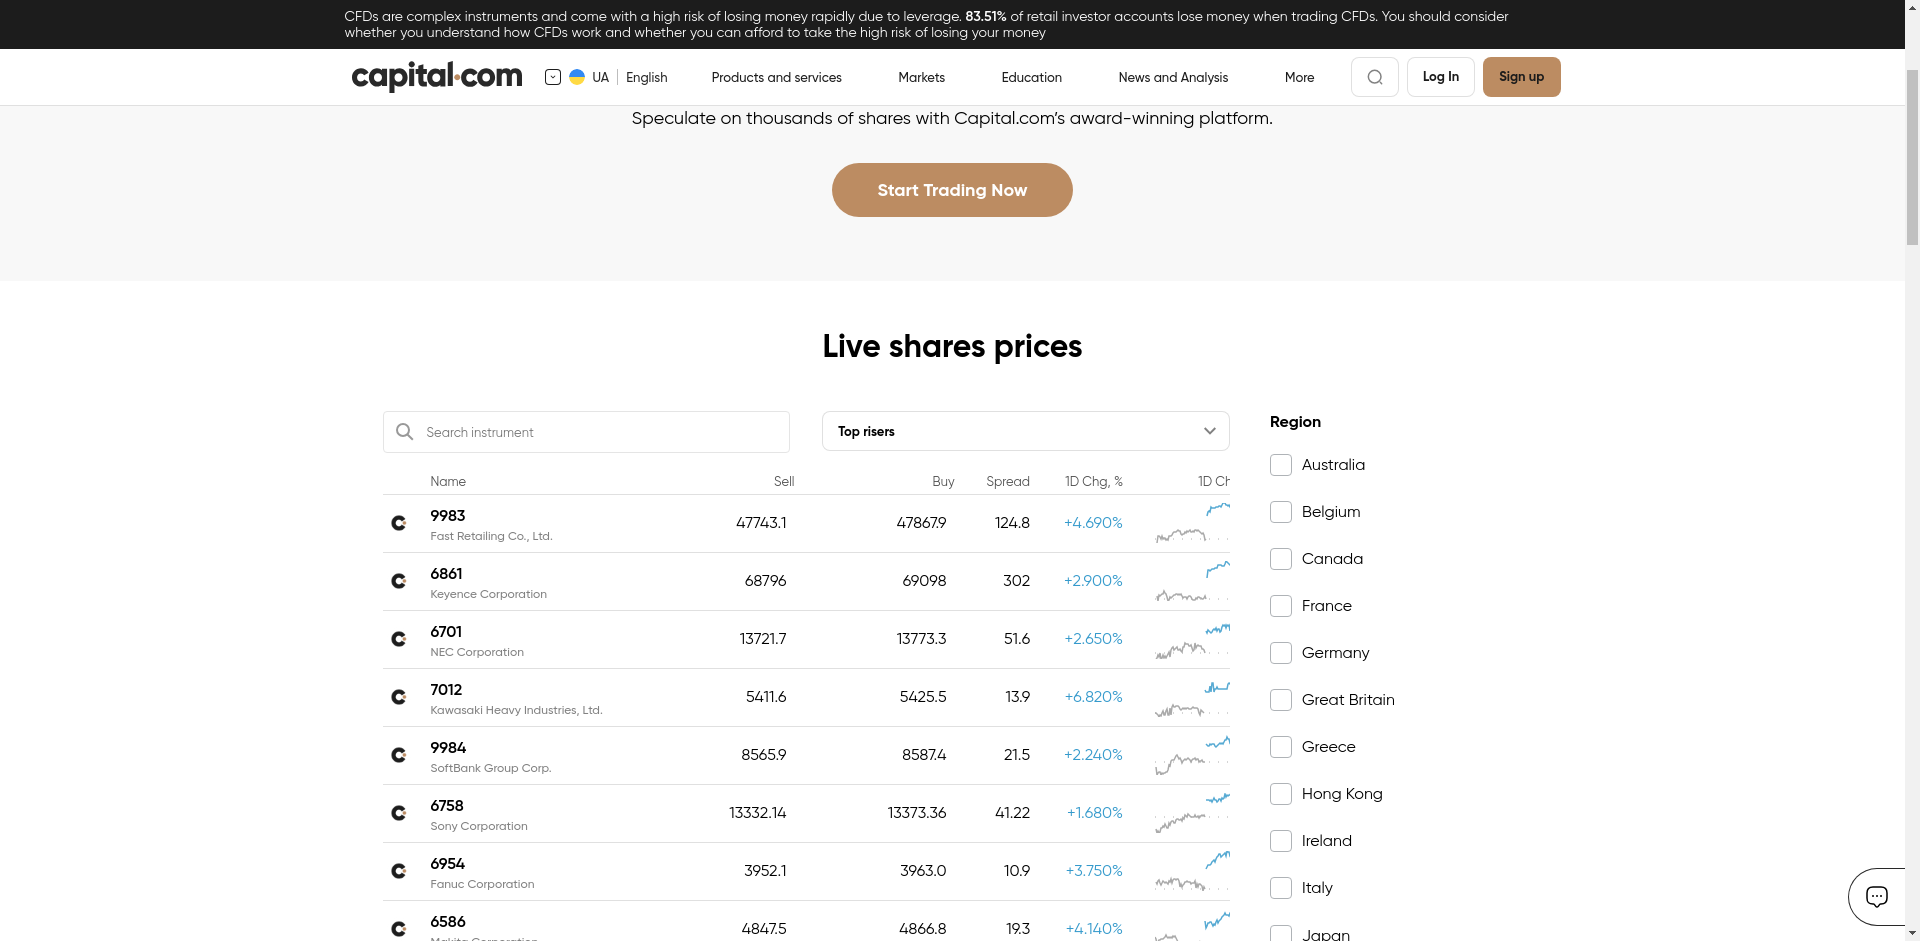 CFDs are complex instruments and come with a high risk of losing money rapidly due to leverage. 83.51% of retail investor accounts lose money when trading CFDs. You should consider
whether you understand how CFDs work and whether you can afford to take the high risk of losing your money
capital.com
UA
English
Products and services
Markets
Education
News and Analysis
More
Log In
Sign up
Speculate on thousands of shares with Capital.com’s award-winning platform.
Start Trading Now
Live shares prices
Search instrument
Top risers
Name Sell Buy Spread 1D Chg, % 1D Ch
9983 47743.1 47867.9 124.8 +4.690%
Fast Retailing Co., Ltd.
6861 68796 69098 302 +2.900%
Keyence Corporation
6701 13721.7 13773.3 51.6 +2.650%
NEC Corporation
7012 5411.6 5425.5 13.9 +6.820%
Kawasaki Heavy Industries, Ltd.
9984 8565.9 8587.4 21.5 +2.240%
SoftBank Group Corp.
6758 13332.14 13373.36 41.22 +1.680%
Sony Corporation
6954 3952.1 3963.0 10.9 +3.750%
Fanuc Corporation
6586 4847.5 4866.8 19.3 +4.140%
Makita Corporation
Region
Australia
Belgium
Canada
France
Germany
Great Britain
Greece
Hong Kong
Ireland
Italy
Japan